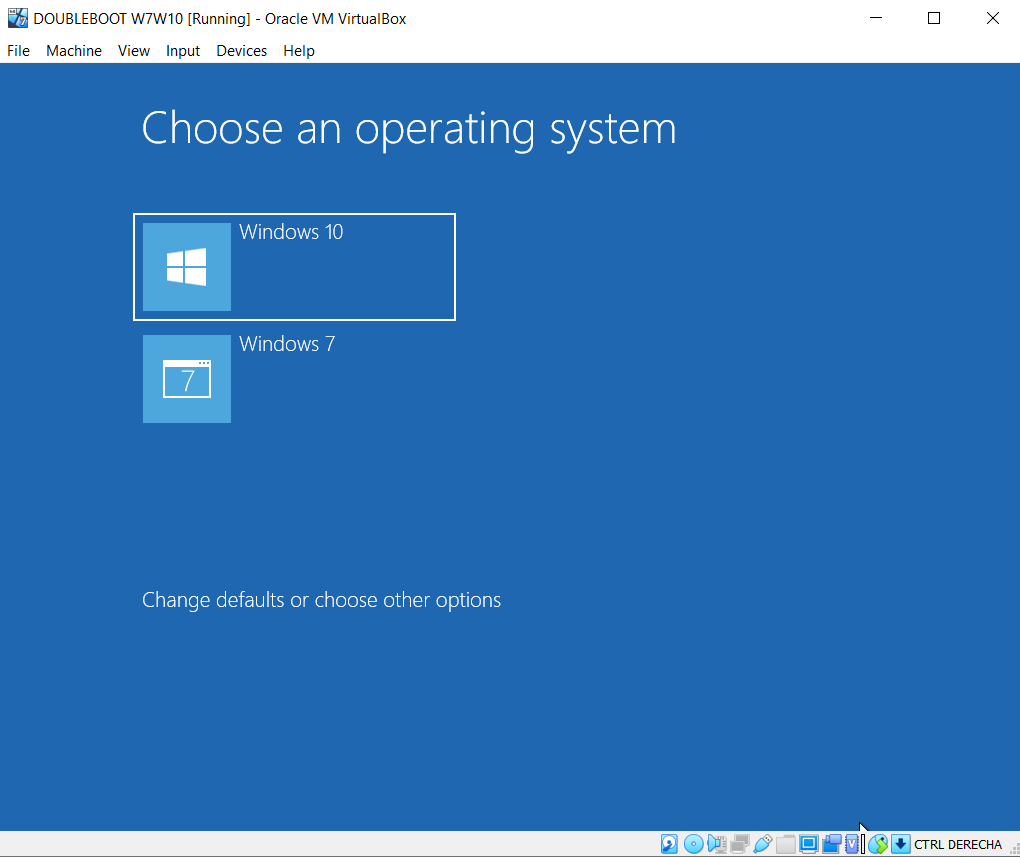 DOUBLEBOOT W7W10 [Running] - Oracle VM VirtualBox
File Machine View Input Devices Help
Choose an operating system
Windows 10
Windows 7
7
Change defaults or choose other options
CTRL DERECHA